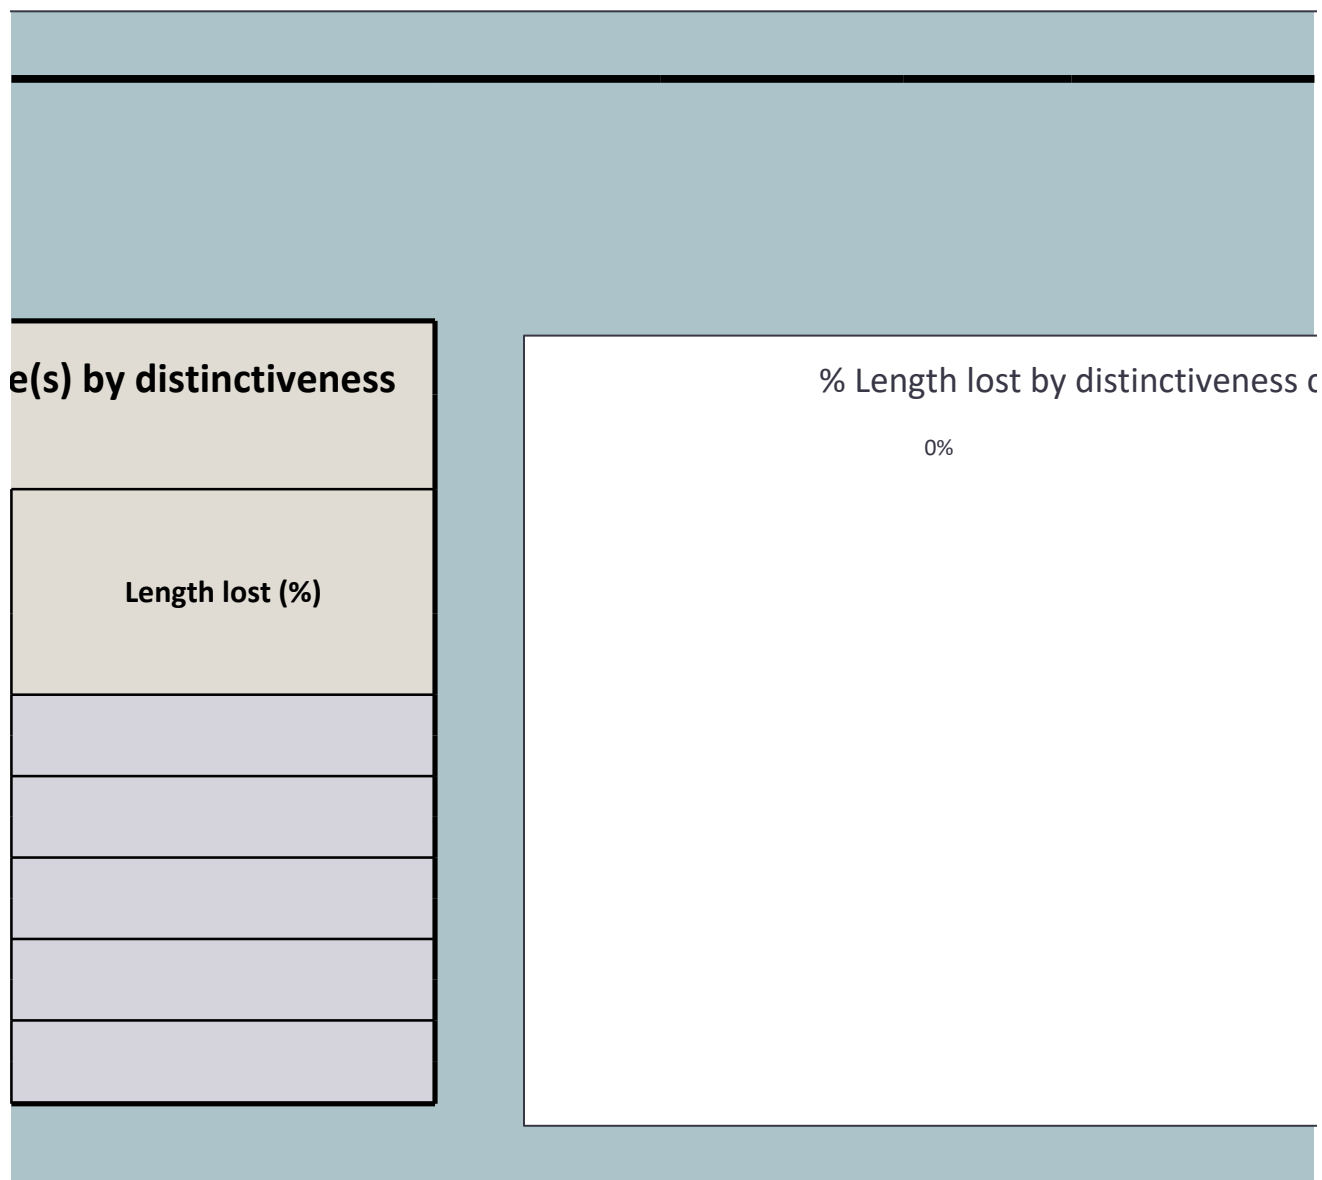 e(s) by distinctiveness
Length lost (%)
% Length lost by distinctiveness
0%